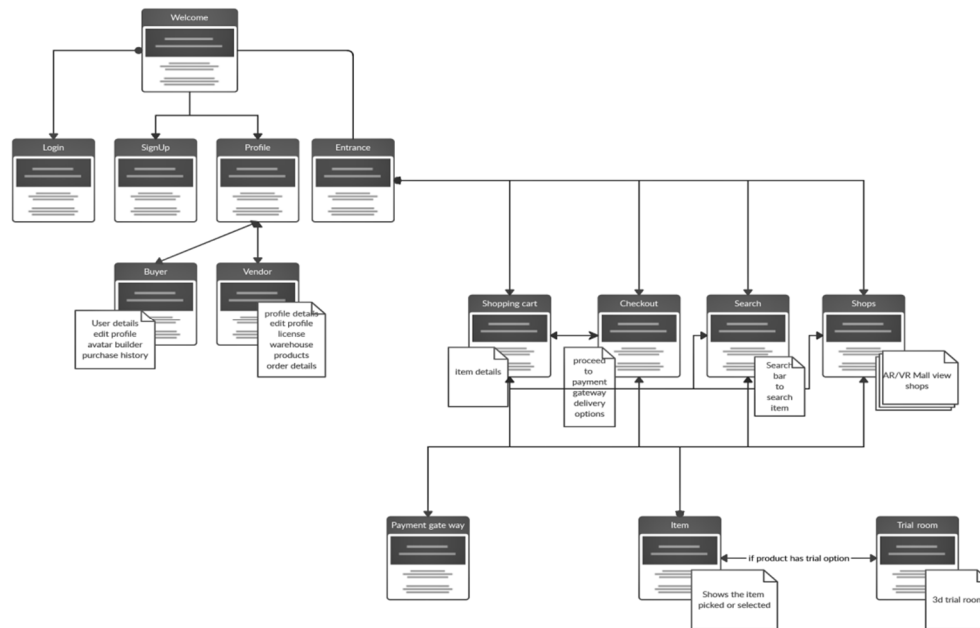 Welcome
Login
SignUp
Profile
Entrance
Buyer
User details
edit profile
avatar builder
purchase history
Vendor
profile details
edit profile
license
warehouse
products
order details
Shopping cart
item details
Checkout
proceed
to
payment
gateway
delivery
options
Search
Search
bar
to
search
item
Shops
AR/VR Mall view
shops
Payment gate way
Item
Shows the item
picked or selected
if product has trial option
Trial room
3d trial room